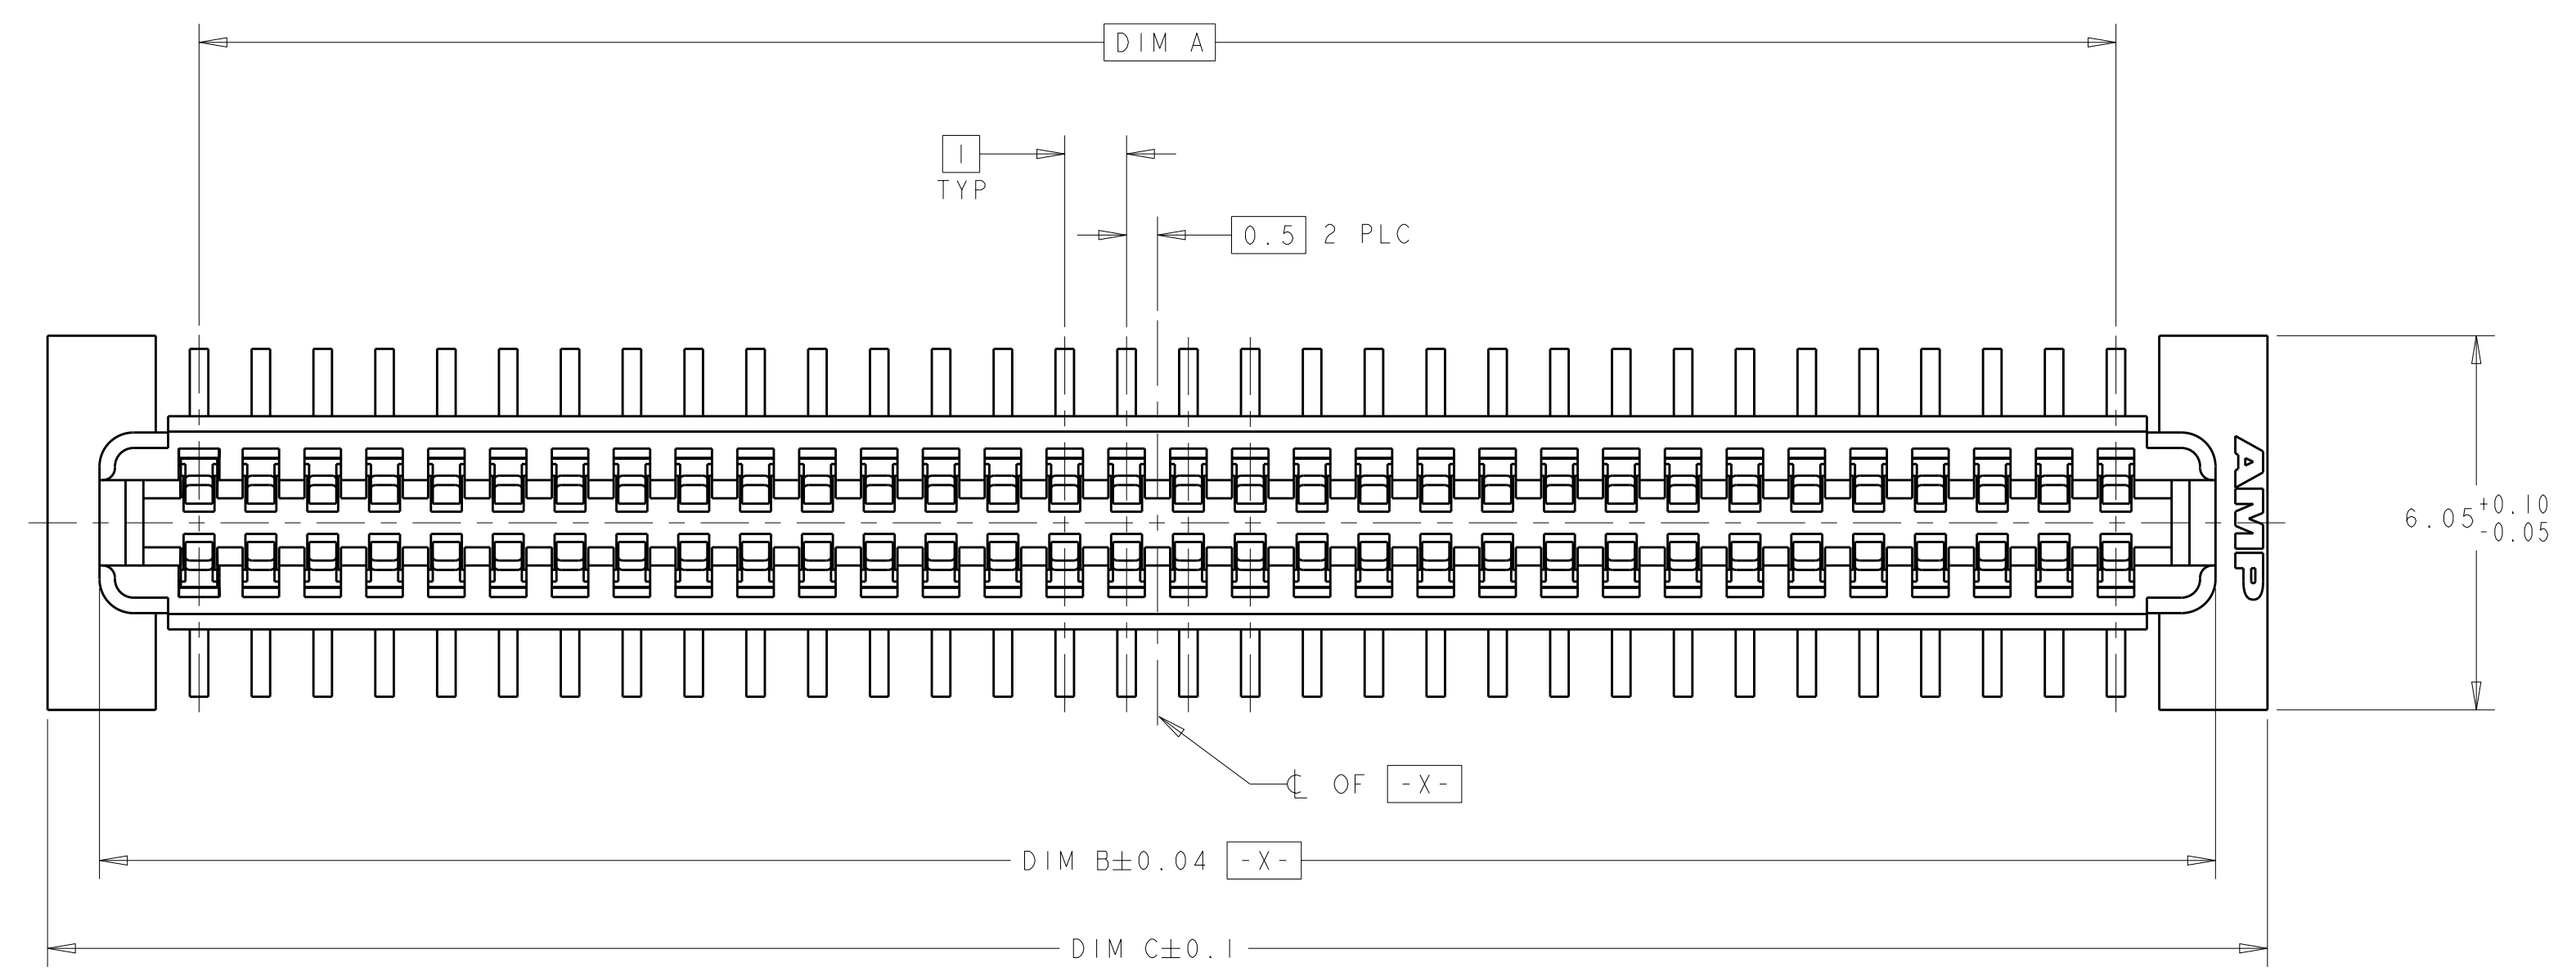 DIM A
1
TYP
0.5 2 PLC
AMP
6.05 +0.10
-0.05
℄ OF -X-
DIM B±0.04 -X-
DIM C±0.1